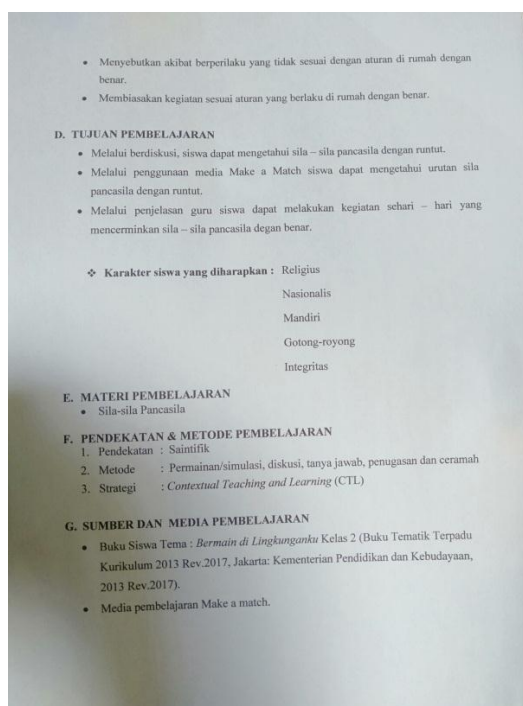 • Menyebutkan akibat berperilaku yang tidak sesuai dengan aturan di rumah dengan
benar.
• Membiasakan kegiatan sesuai aturan yang berlaku di rumah dengan benar.
D. TUJUAN PEMBELAJARAN
• Melalui berdiskusi, siswa dapat mengetahui sila – sila pancasila dengan runtut.
• Melalui penggunaan media Make a Match siswa dapat mengetahui urutan sila
pancasila dengan runtut.
• Melalui penjelasan guru siswa dapat melakukan kegiatan sehari – hari yang
mencerminkan sila – sila pancasila degan benar.
❖ Karakter siswa yang diharapkan : Religius
Nasionalis
Mandiri
Gotong-royong
Integritas
E. MATERI PEMBELAJARAN
• Sila-sila Pancasila
F. PENDEKATAN & METODE PEMBELAJARAN
1. Pendekatan : Saintifik
2. Metode : Permainan/simulasi, diskusi, tanya jawab, penugasan dan ceramah
3. Strategi : Contextual Teaching and Learning (CTL)
G. SUMBER DAN MEDIA PEMBELAJARAN
• Buku Siswa Tema : Bermain di Lingkunganku Kelas 2 (Buku Tematik Terpadu
Kurikulum 2013 Rev.2017, Jakarta: Kementerian Pendidikan dan Kebudayaan,
2013 Rev.2017).
• Media pembelajaran Make a match.